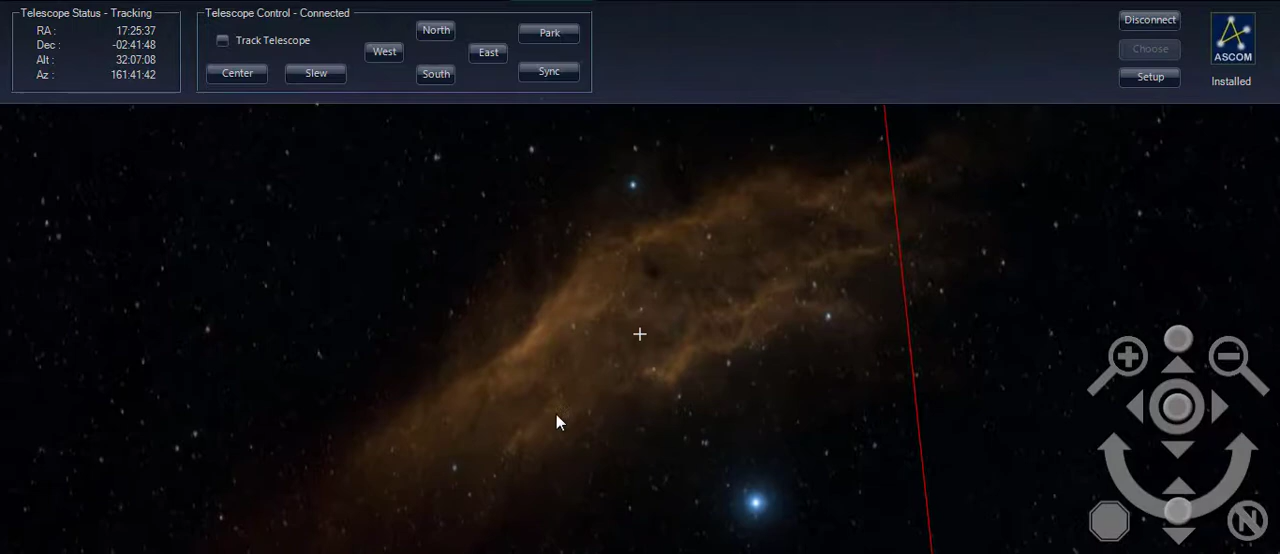 Telescope Status - Tracking
RA : 17:25:37
Dec : -02:41:48
Alt : 32:07:08
Az : 161:41:42
Telescope Control - Connected
Track Telescope
Center
Slew
West
North
South
East
Park
Sync
Disconnect
Choose
Setup
ASCOM
Installed
N